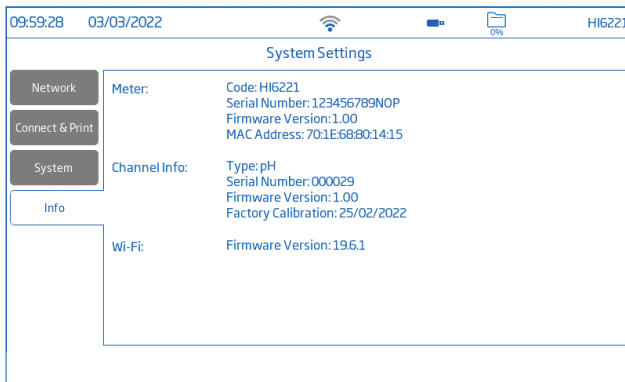 09:59:28 03/03/2022 HI6221
0%
System Settings
Network
Connect & Print
System
Info
Meter: Code: HI6221
Serial Number: 123456789NOP
Firmware Version: 1.00
MAC Address: 70:1E:68:80:14:15
Channel Info: Type: pH
Serial Number: 000029
Firmware Version: 1.00
Factory Calibration: 25/02/2022
Wi-Fi: Firmware Version: 19.6.1